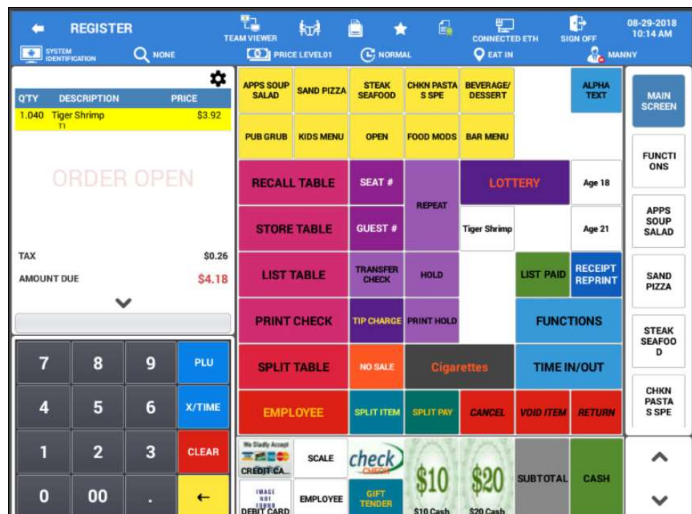 REGISTER
TEAM VIEWER
CONNECTED ETH
SIGN OFF
08-29-2018
10:14 AM
SYSTEM
IDENTIFICATION
NONE
PRICE LEVEL01
NORMAL
EAT IN
MANNY
Q'TY DESCRIPTION PRICE
1.040 Tiger Shrimp $3.92
T1
ORDER OPEN
TAX $0.26
AMOUNT DUE $4.18
7 8 9 PLU
4 5 6 X/TIME
1 2 3 CLEAR
0 00 . ←
APPS SOUP
SALAD
SAND PIZZA
STEAK
SEAFOOD
CHKN PASTA
S SPE
BEVERAGE/
DESSERT
ALPHA
TEXT
PUB GRUB
KIDS MENU
OPEN
FOOD MODS
BAR MENU
RECALL TABLE
SEAT #
REPEAT
LOTTERY
Age 18
STORE TABLE
GUEST #
Tiger Shrimp
Age 21
LIST TABLE
TRANSFER
CHECK
HOLD
LIST PAID
RECEIPT
REPRINT
PRINT CHECK
TIP CHARGE
PRINT HOLD
FUNCTIONS
SPLIT TABLE
NO SALE
Cigarettes
TIME IN/OUT
EMPLOYEE
SPLIT ITEM
SPLIT PAY
CANCEL
VOID ITEM
RETURN
We Gladly Accept
SCALE
check
$10
$20
SUBTOTAL
CASH
IMAGE
NOT
FOUND
DEBIT CARD
EMPLOYEE
GIFT
TENDER
$10 Cash
$20 Cash
MAIN
SCREEN
FUNCTI
ONS
APPS
SOUP
SALAD
SAND
PIZZA
STEAK
SEAFOO
D
CHKN
PASTA
S SPE